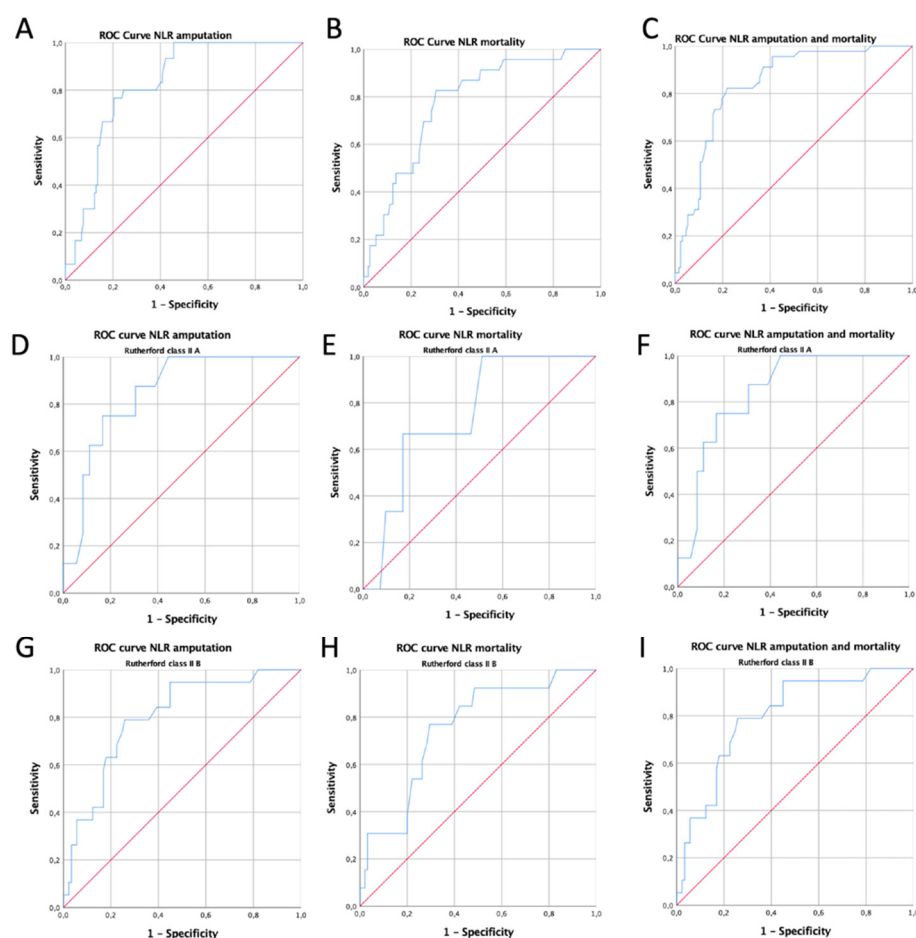 A
ROC Curve NLR amputation
1,0
0,8
0,6
0,4
0,2
0,0
Sensitivity
0,0 0,2 0,4 0,6 0,8 1,0
1 - Specificity
B
ROC Curve NLR mortality
1,0
0,8
0,6
0,4
0,2
0,0
Sensitivity
0,0 0,2 0,4 0,6 0,8 1,0
1 - Specificity
C
ROC Curve NLR amputation and mortality
1,0
0,8
0,6
0,4
0,2
0,0
Sensitivity
0,0 0,2 0,4 0,6 0,8 1,0
1 - Specificity
D
ROC curve NLR amputation
Rutherford class II A
1,0
0,8
0,6
0,4
0,2
0,0
Sensitivity
0,0 0,2 0,4 0,6 0,8 1,0
1 - Specificity
E
ROC curve NLR mortality
Rutherford class II A
1,0
0,8
0,6
0,4
0,2
0,0
Sensitivity
0,0 0,2 0,4 0,6 0,8 1,0
1 - Specificity
F
ROC curve NLR amputation and mortality
Rutherford class II A
1,0
0,8
0,6
0,4
0,2
0,0
Sensitivity
0,0 0,2 0,4 0,6 0,8 1,0
1 - Specificity
G
ROC curve NLR amputation
Rutherford class II B
1,0
0,8
0,6
0,4
0,2
0,0
Sensitivity
0,0 0,2 0,4 0,6 0,8 1,0
1 - Specificity
H
ROC curve NLR mortality
Rutherford class II B
1,0
0,8
0,6
0,4
0,2
0,0
Sensitivity
0,0 0,2 0,4 0,6 0,8 1,0
1 - Specificity
I
ROC curve NLR amputation and mortality
Rutherford class II B
1,0
0,8
0,6
0,4
0,2
0,0
Sensitivity
0,0 0,2 0,4 0,6 0,8 1,0
1 - Specificity